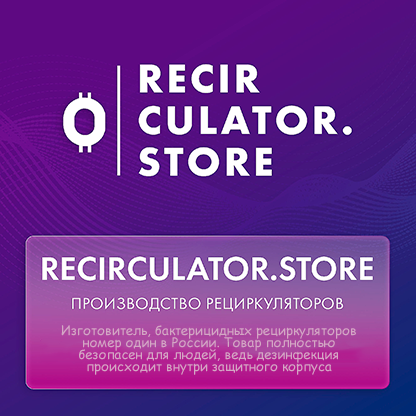 RECIR
CULATOR.
STORE
RECIRCULATOR.STORE
ПРОИЗВОДСТВО РЕЦИРКУЛЯТОРОВ
Изготовитель, бактерицидных рециркуляторов
номер один в России. Товар полностью
безопасен для людей, ведь дезинфекция
происходит внутри защитного корпуса